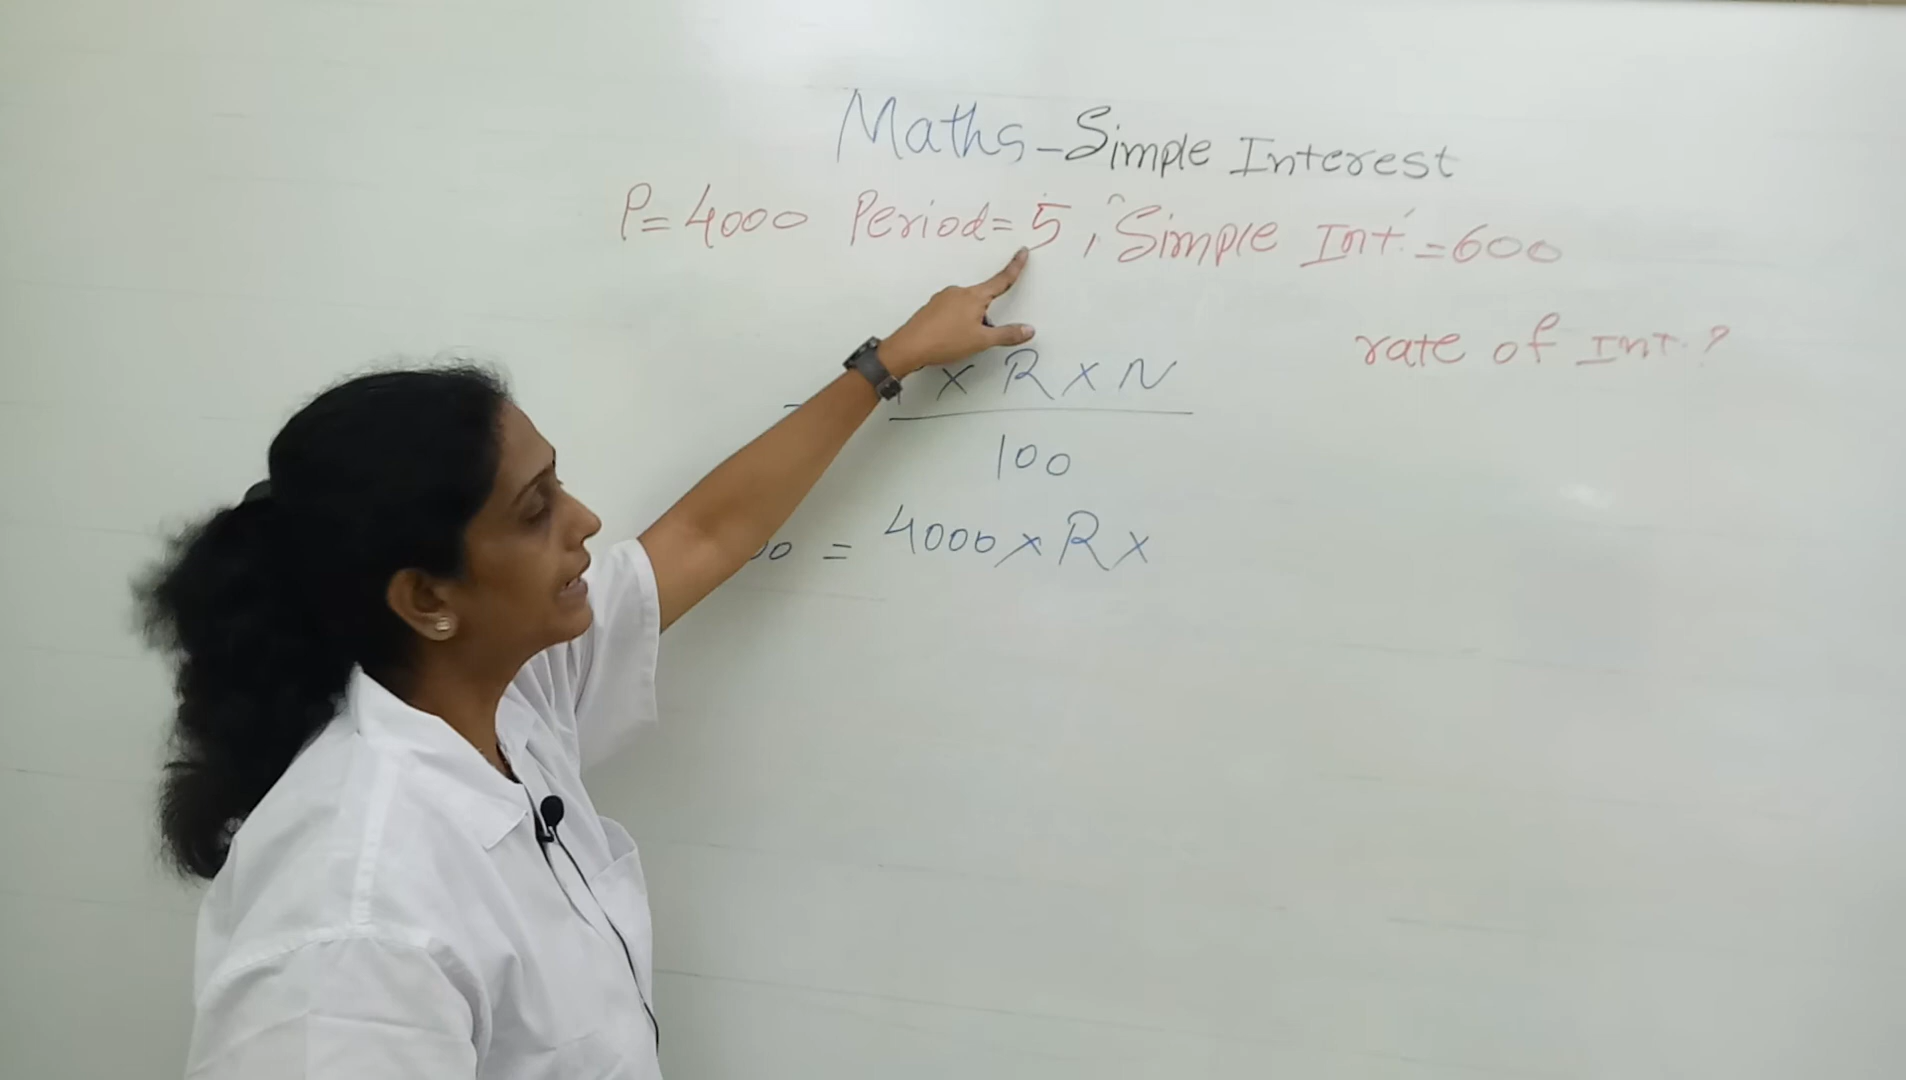 Maths - Simple Interest
P = 4000 Period = 5, Simple Int. = 600
rate of Int. ?
= P x R x N
100
= 4000 x R x